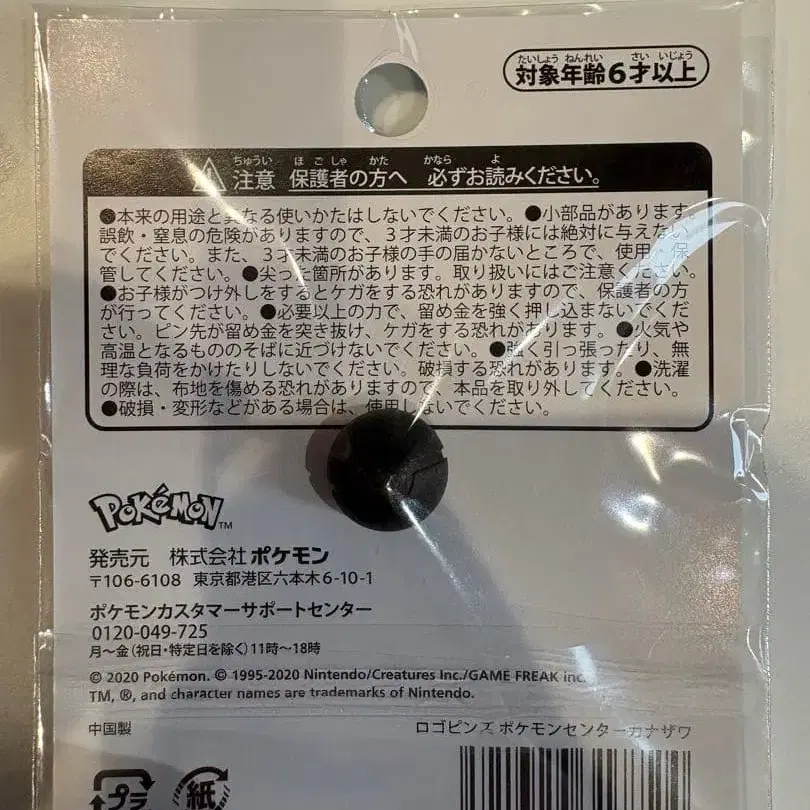 たいしょう ねんれい さい いじょう
対象年齢6才以上
ちゅうい ほごしゃ かた かなら よ
注意 保護者の方へ 必ずお読みください。
●本来の用途と異なる使いかたはしないでください。●小部品があります。
誤飲・窒息の危険がありますので、3才未満のお子様には絶対に与えない
でください。また、3才未満のお子様の手の届かないところで、使用・保
管してください。●尖った箇所があります。取り扱いにはご注意ください。
●お子様がつけ外しをするとケガをする恐れがありますので、保護者の方
が行ってください。●必要以上の力で、留め金を強く押し込まないでくださ
い。ピン先が留め金を突き抜け、ケガをする恐れがあります。●火気や
高温となるもののそばに近づけないでください。●強く引っ張ったり、無
理な負荷をかけたりしないでください。破損する恐れがあります。●洗濯
の際は、布地を傷める恐れがありますので、本品を取り外してください。
●破損・変形などがある場合は、使用しないでください。
POKéMON™
発売元 株式会社ポケモン
〒106-6108 東京都港区六本木6-10-1
ポケモンカスタマーサポートセンター
0120-049-725
月～金(祝日・特定日を除く)11時～18時
© 2020 Pokémon. © 1995-2020 Nintendo/Creatures Inc./GAME FREAK inc.
TM, ®, and character names are trademarks of Nintendo.
中国製 ロゴピンズ ポケモンセンターカナザワ
プラ 紙